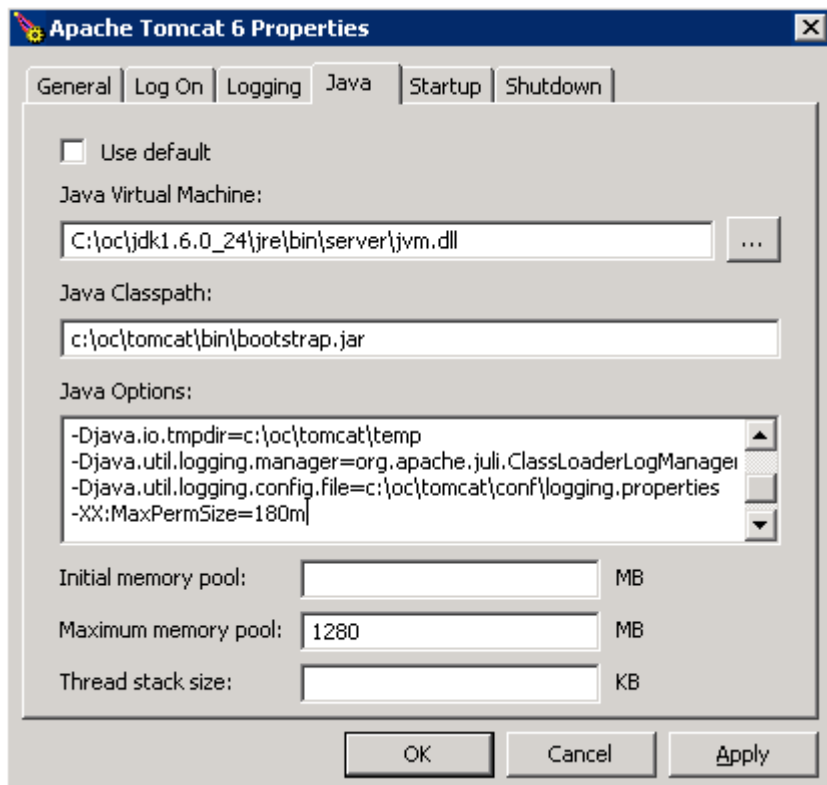 Apache Tomcat 6 Properties
General Log On Logging Java Startup Shutdown
Use default
Java Virtual Machine:
C:\oc\jdk1.6.0_24\jre\bin\server\jvm.dll ...
Java Classpath:
c:\oc\tomcat\bin\bootstrap.jar
Java Options:
-Djava.io.tmpdir=c:\oc\tomcat\temp
-Djava.util.logging.manager=org.apache.juli.ClassLoaderLogManager
-Djava.util.logging.config.file=c:\oc\tomcat\conf\logging.properties
-XX:MaxPermSize=180m
Initial memory pool: MB
Maximum memory pool: 1280 MB
Thread stack size: KB
OK Cancel Apply